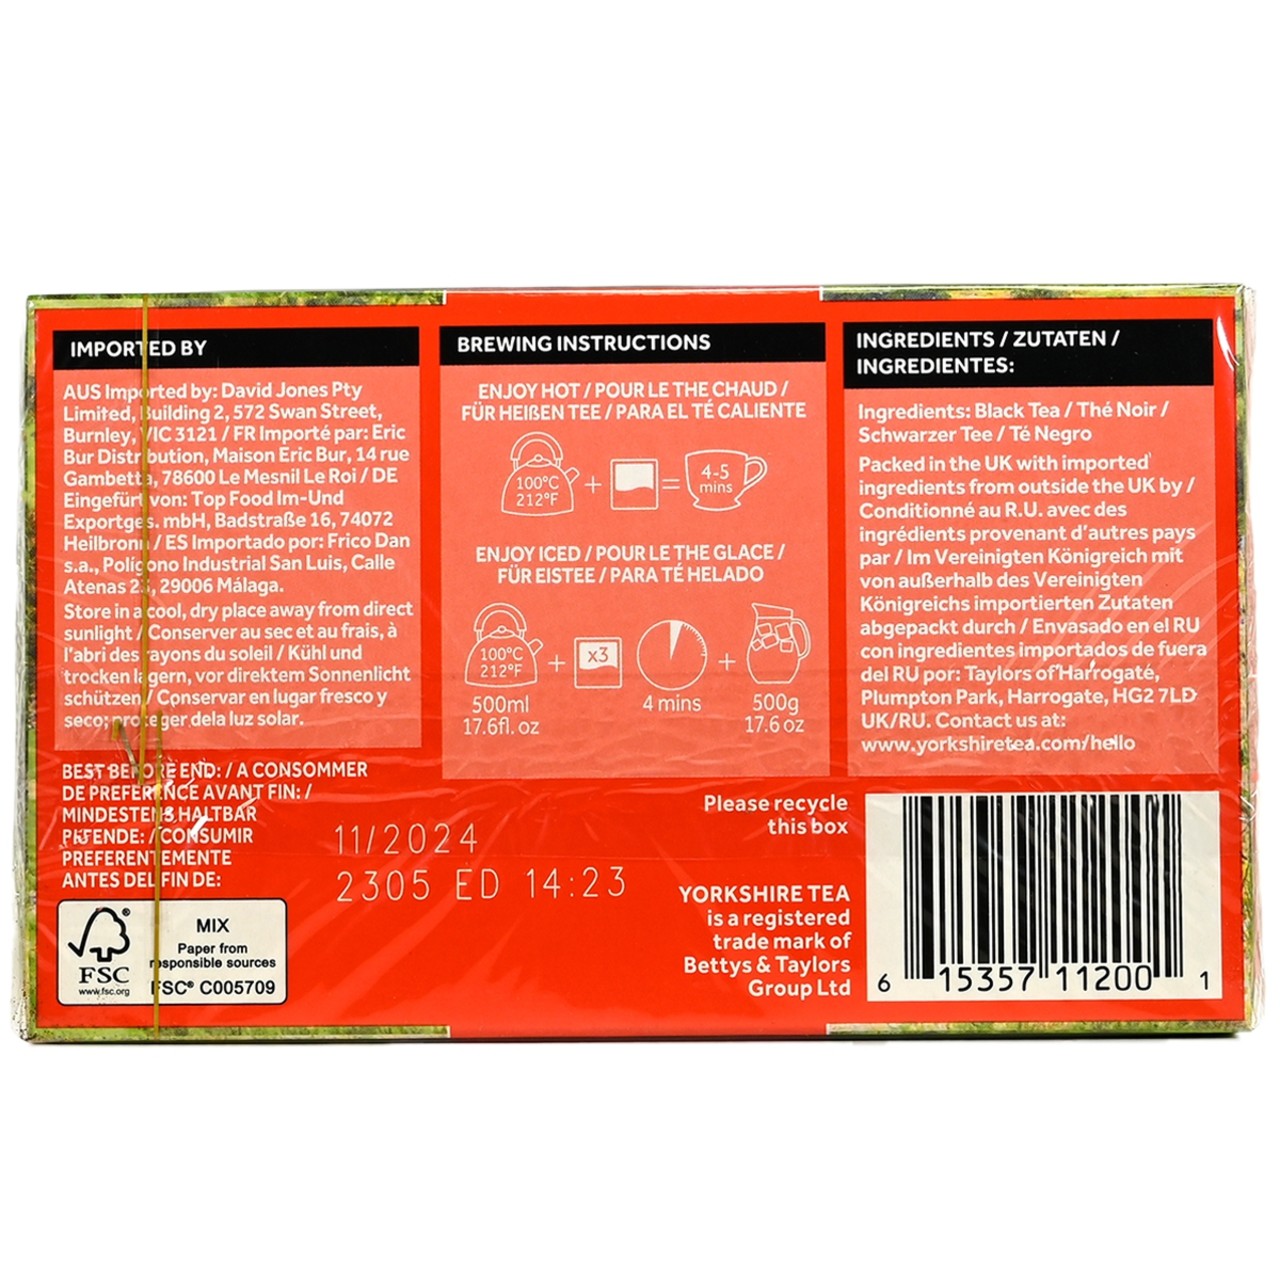 IMPORTED BY
AUS Imported by: David Jones Pty
Limited, Building 2, 572 Swan Street,
Burnley, VIC 3121 / FR Importé par: Eric
Bur Distribution, Maison Eric Bur, 14 rue
Gambetta, 78600 Le Mesnil Le Roi / DE
Eingeführt von: Top Food Im-Und
Exportges. mbH, Badstraße 16, 74072
Heilbronn / ES Importado por: Frico Dan
s.a., Polígono Industrial San Luis, Calle
Atenas 23, 29006 Málaga.
Store in a cool, dry place away from direct
sunlight / Conserver au sec et au frais, à
l'abri des rayons du soleil / Kühl und
trocken lagern, vor direktem Sonnenlicht
schützen / Conservar en lugar fresco y
seco; proteger dela luz solar.
BEST BEFORE END: / A CONSOMMER
DE PREFERENCE AVANT FIN: /
MINDESTENS HALTBAR
ENDE: / CONSUMIR
PREFERENTEMENTE
ANTES DEL FIN DE:
11/2024
2305 ED 14:23
FSC
www.fsc.org
MIX
Paper from
responsible sources
FSC® C005709
BREWING INSTRUCTIONS
ENJOY HOT / POUR LE THE CHAUD /
FÜR HEIßEN TEE / PARA EL TÉ CALIENTE
100°C
212°F
+
=
4-5
mins
ENJOY ICED / POUR LE THE GLACE /
FÜR EISTEE / PARA TÉ HELADO
100°C
212°F
+
x3
+
500ml
17.6fl. oz
4 mins
500g
17.6 oz
Please recycle
this box
YORKSHIRE TEA
is a registered
trade mark of
Bettys & Taylors
Group Ltd
INGREDIENTS / ZUTATEN /
INGREDIENTES:
Ingredients: Black Tea / Thé Noir /
Schwarzer Tee / Té Negro
Packed in the UK with imported
ingredients from outside the UK by /
Conditionné au R.U. avec des
ingrédients provenant d'autres pays
par / Im Vereinigten Königreich mit
von außerhalb des Vereinigten
Königreichs importierten Zutaten
abgepackt durch / Envasado en el RU
con ingredientes importados de fuera
del RU por: Taylors of Harrogate,
Plumpton Park, Harrogate, HG2 7LD
UK/RU. Contact us at:
www.yorkshiretea.com/hello
6 15357 11200 1